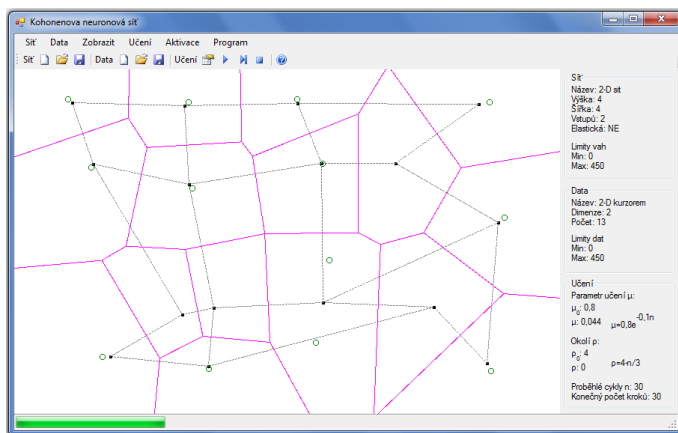 Kohonenova neuronová síť
Síť Data Zobrazit Učení Aktivace Program
Síť Data Učení
Síť
Název: 2-D sit
Výška: 4
Šířka: 4
Vstupů: 2
Elastická: NE
Limity vah
Min: 0
Max: 450
Data
Název: 2-D kurzorem
Dimenze: 2
Počet: 13
Limity dat
Min: 0
Max: 450
Učení
Parametr učení μ:
μ0: 0,8
μ: 0,044 μ=0,8e-0,1n
Okolí ρ:
ρ0: 4
ρ: 0 ρ=4-n/3
Proběhlé cykly n: 30
Konečný počet kroků: 30